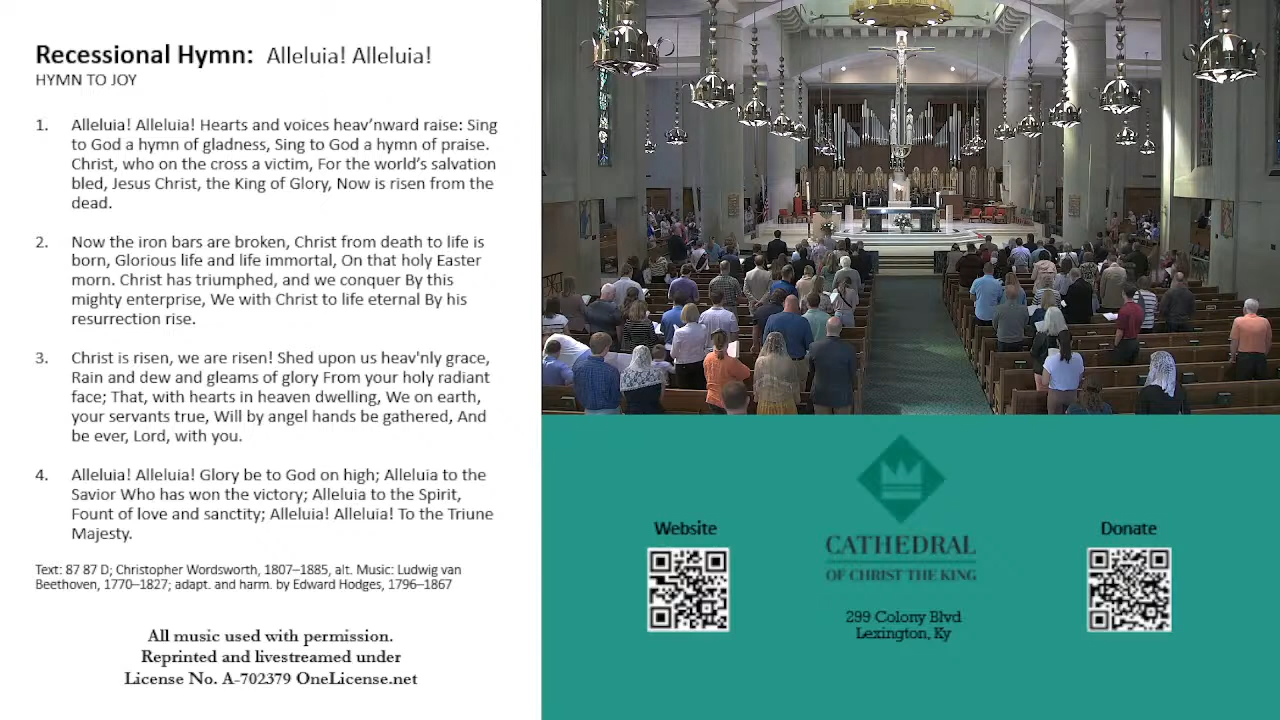 Recessional Hymn: Alleluia! Alleluia!
HYMN TO JOY
1. Alleluia! Alleluia! Hearts and voices heav’nward raise: Sing
to God a hymn of gladness, Sing to God a hymn of praise.
Christ, who on the cross a victim, For the world’s salvation
bled, Jesus Christ, the King of Glory, Now is risen from the
dead.
2. Now the iron bars are broken, Christ from death to life is
born, Glorious life and life immortal, On that holy Easter
morn. Christ has triumphed, and we conquer By this
mighty enterprise, We with Christ to life eternal By his
resurrection rise.
3. Christ is risen, we are risen! Shed upon us heav'nly grace,
Rain and dew and gleams of glory From your holy radiant
face; That, with hearts in heaven dwelling, We on earth,
your servants true, Will by angel hands be gathered, And
be ever, Lord, with you.
4. Alleluia! Alleluia! Glory be to God on high; Alleluia to the
Savior Who has won the victory; Alleluia to the Spirit,
Fount of love and sanctity; Alleluia! Alleluia! To the Triune
Majesty.
Text: 87 87 D; Christopher Wordsworth, 1807–1885, alt. Music: Ludwig van
Beethoven, 1770–1827; adapt. and harm. by Edward Hodges, 1796–1867
All music used with permission.
Reprinted and livestreamed under
License No. A-702379 OneLicense.net
Website
CATHEDRAL
OF CHRIST THE KING
299 Colony Blvd
Lexington, Ky
Donate